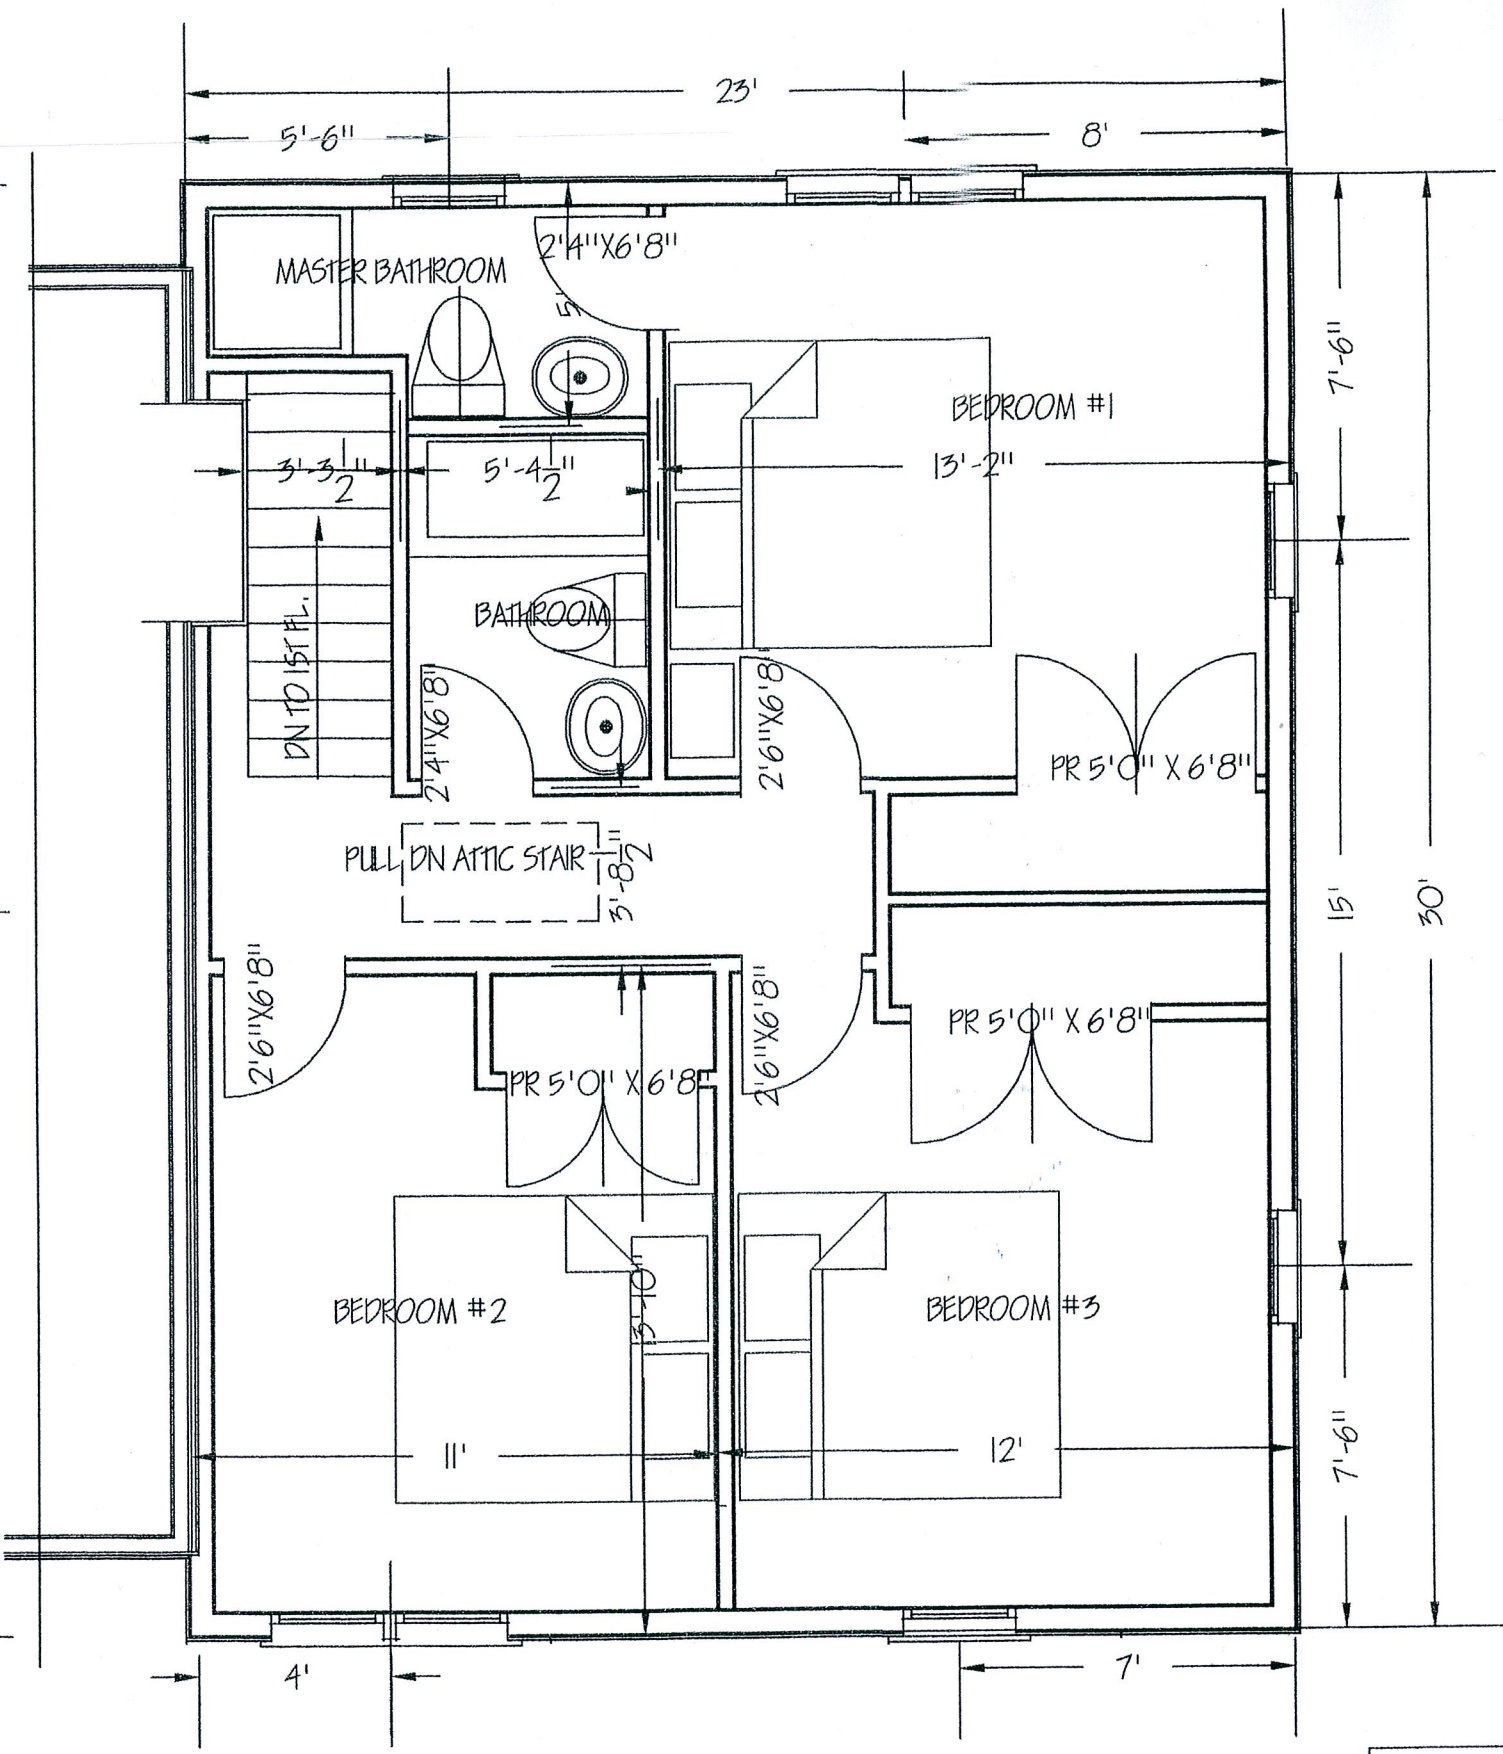 23'
5'-6"
8'
2'4"X6'8"
MASTER BATHROOM
5'
7'-6"
BEDROOM #1
3'-3 1/2"
5'-4 1/2"
13'-2"
BATHROOM
DN TO 1ST FL.
2'4"X6'8"
2'6"X6'8"
PR 5'0" X 6'8"
PULL DN ATTIC STAIR
3'-8 1/2"
15'
30'
2'6"X6'8"
2'6"X6'8"
PR 5'0" X 6'8"
PR 5'0" X 6'8"
BEDROOM #2
BEDROOM #3
11'
12'
7'-6"
4'
7'